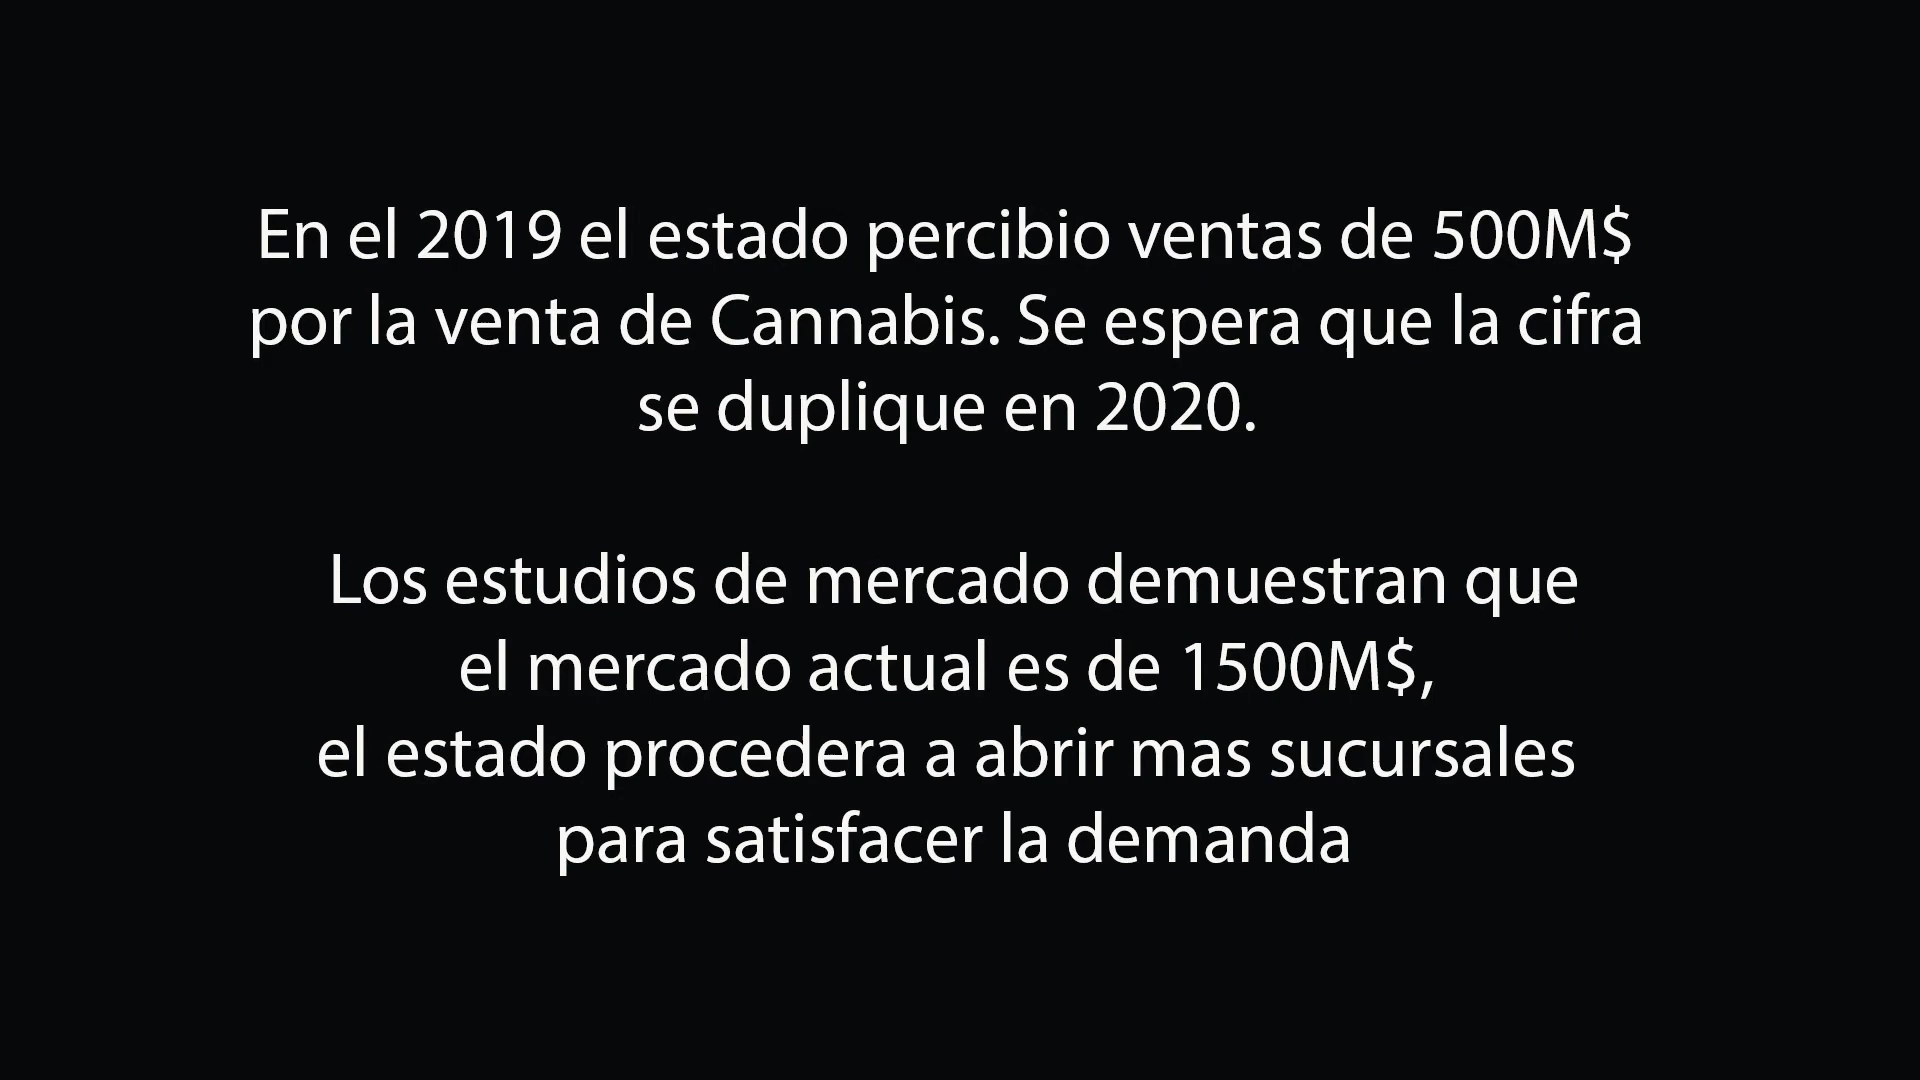 En el 2019 el estado percibio ventas de 500M$
por la venta de Cannabis. Se espera que la cifra
se duplique en 2020.
Los estudios de mercado demuestran que
el mercado actual es de 1500M$,
el estado procedera a abrir mas sucursales
para satisfacer la demanda